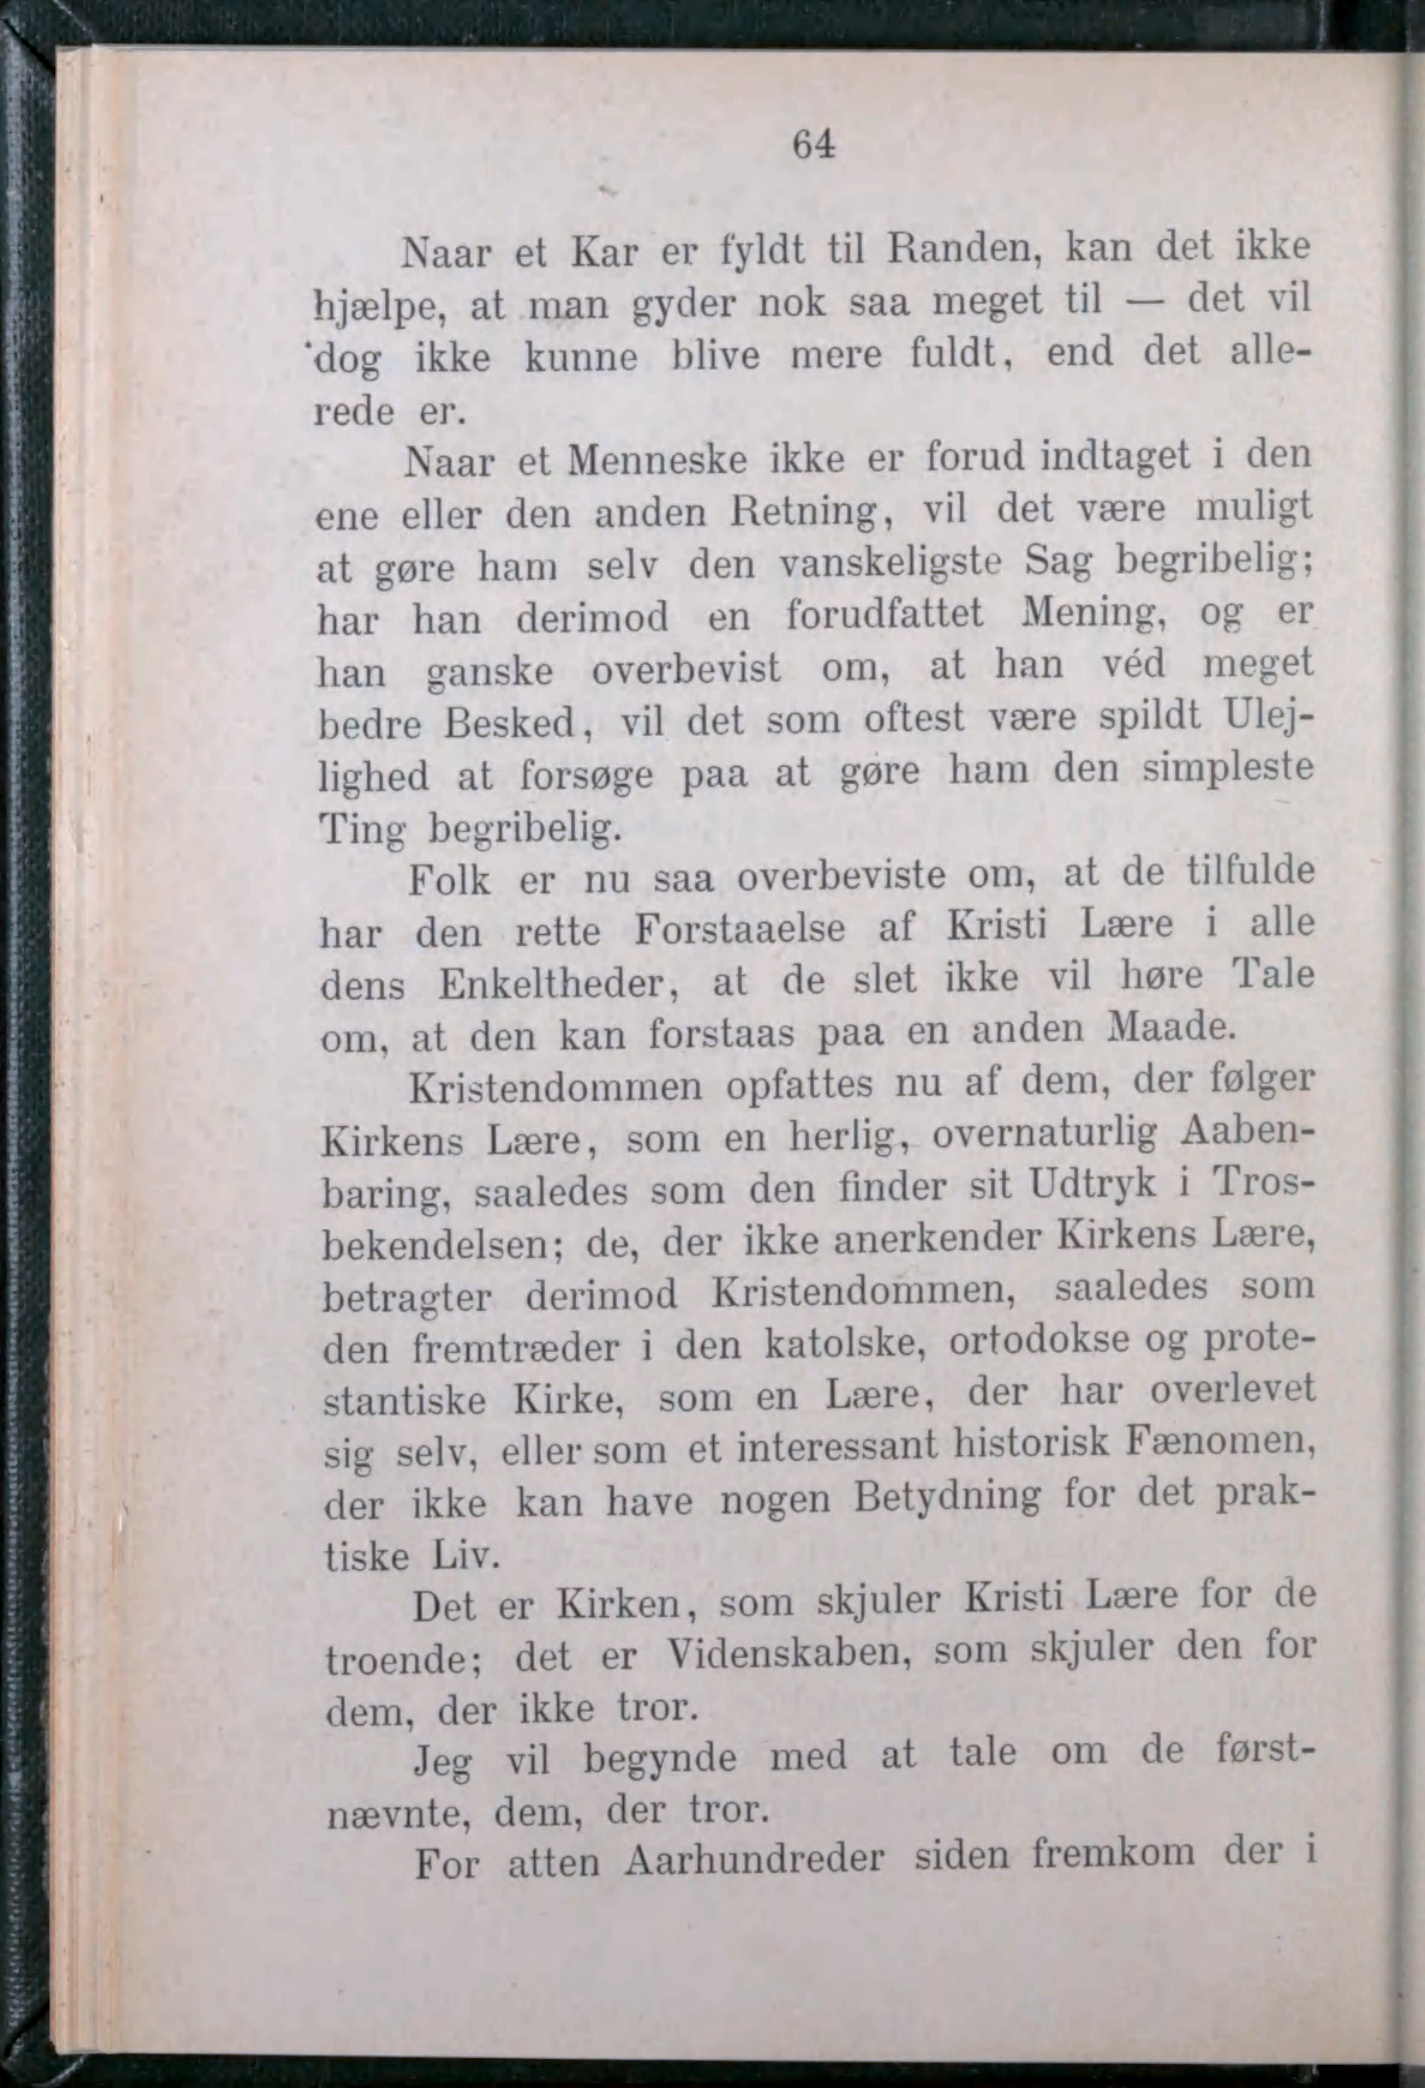 64
Naar et Kar er fyldt til Randen, kan det ikke
hjælpe, at man gyder nok saa meget til — det vil
dog ikke kunne blive mere fuldt, end det alle-
rede er.
Naar et Menneske ikke er forud indtaget i den
ene eller den anden Retning, vil det være muligt
at gøre ham selv den vanskeligste Sag begribelig;
har han derimod en forudfattet Mening, og er
han ganske overbevist om, at han véd meget
bedre Besked, vil det som oftest være spildt Ulej-
lighed at forsøge paa at gøre ham den simpleste
Ting begribelig.
Folk er nu saa overbeviste om, at de tilfulde
har den rette Forstaaelse af Kristi Lære i alle
dens Enkeltheder, at de slet ikke vil høre Tale
om, at den kan forstaas paa en anden Maade.
Kristendommen opfattes nu af dem, der følger
Kirkens Lære, som en herlig, overnaturlig Aaben-
baring, saaledes som den finder sit Udtryk i Tros-
bekendelsen; de, der ikke anerkender Kirkens Lære,
betragter derimod Kristendommen, saaledes som
den fremtræder i den katolske, ortodokse og prote-
stantiske Kirke, som en Lære, der har overlevet
sig selv, eller som et interessant historisk Fænomen,
der ikke kan have nogen Betydning for det prak-
tiske Liv.
Det er Kirken, som skjuler Kristi Lære for de
troende; det er Videnskaben, som skjuler den for
dem, der ikke tror.
Jeg vil begynde med at tale om de først-
nævnte, dem, der tror.
For atten Aarhundreder siden fremkom der i